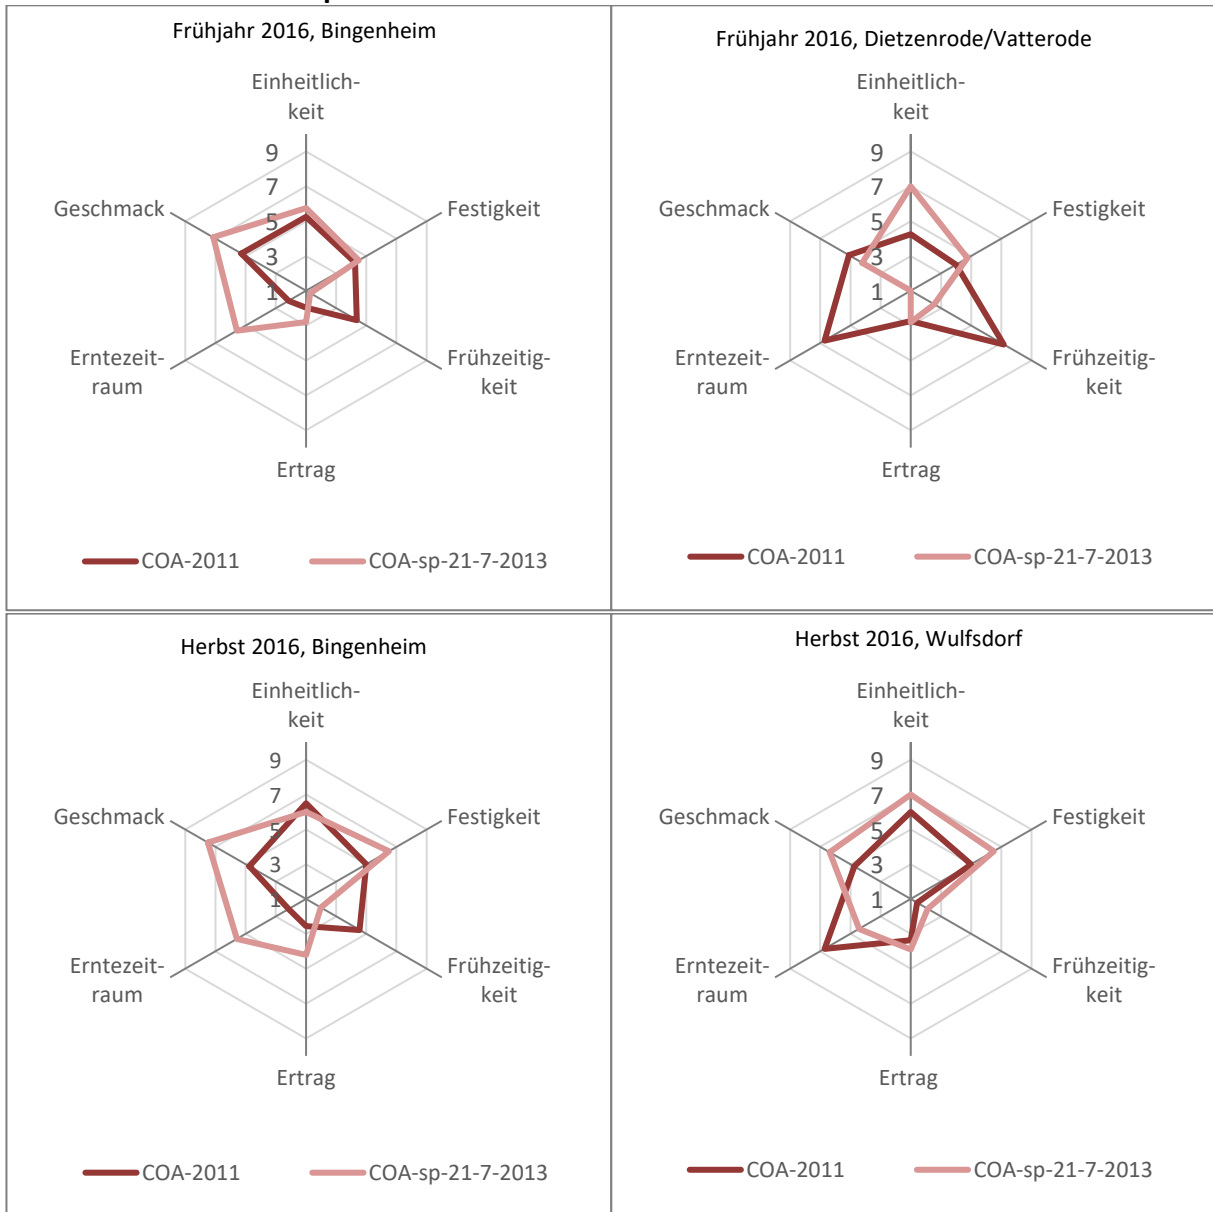 Frühjahr 2016, Bingenheim
Einheitlich-
keit
9
7
5
3
1
Geschmack
Festigkeit
Erntezeit-
raum
Frühzeitig-
keit
Ertrag
COA-2011 COA-sp-21-7-2013
Frühjahr 2016, Dietzenrode/Vatterode
Einheitlich-
keit
9
7
5
3
1
Geschmack
Festigkeit
Erntezeit-
raum
Frühzeitig-
keit
Ertrag
COA-2011 COA-sp-21-7-2013
Herbst 2016, Bingenheim
Einheitlich-
keit
9
7
5
3
1
Geschmack
Festigkeit
Erntezeit-
raum
Frühzeitig-
keit
Ertrag
COA-2011 COA-sp-21-7-2013
Herbst 2016, Wulfsdorf
Einheitlich-
keit
9
7
5
3
1
Geschmack
Festigkeit
Erntezeit-
raum
Frühzeitig-
keit
Ertrag
COA-2011 COA-sp-21-7-2013